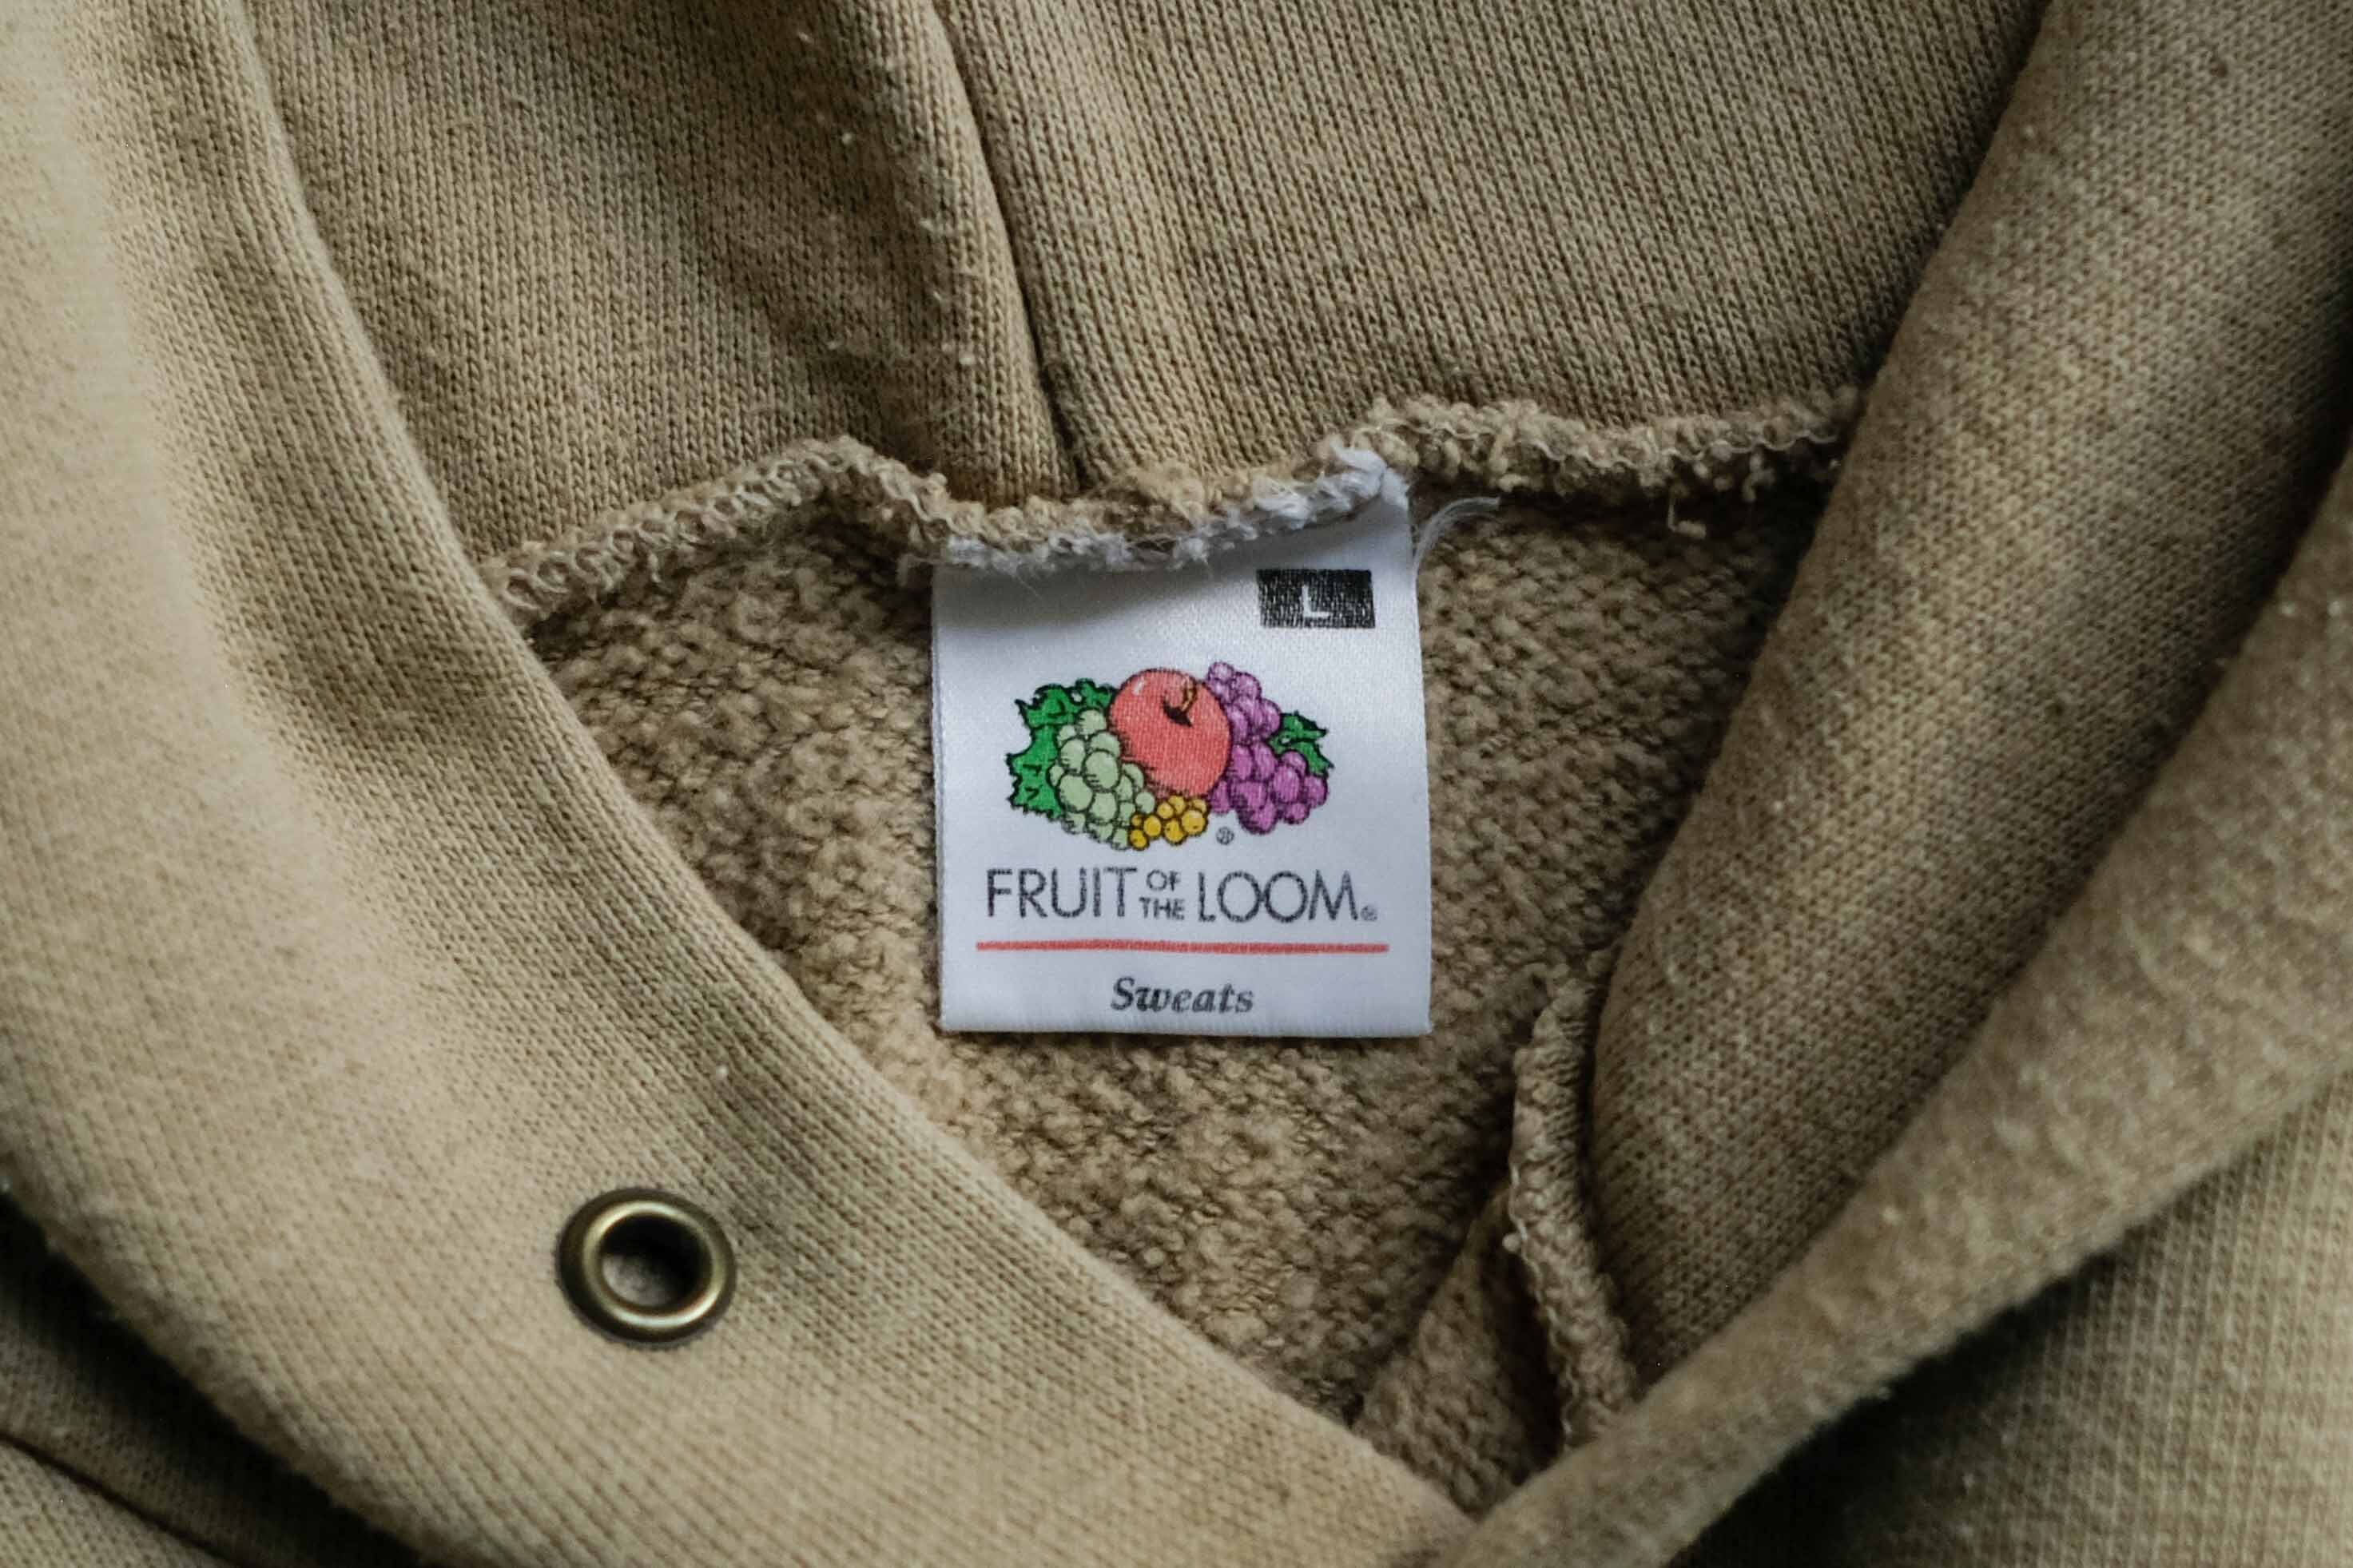 L
®
FRUIT OF THE LOOM®
Sweats